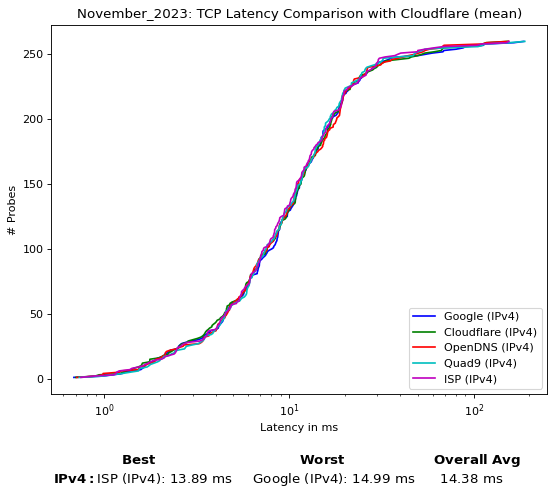 November_2023: TCP Latency Comparison with Cloudflare (mean)
# Probes
250
200
150
100
50
0
Google (IPv4)
Cloudflare (IPv4)
OpenDNS (IPv4)
Quad9 (IPv4)
ISP (IPv4)
10⁰ 10¹ 10²
Latency in ms
Best Worst Overall Avg
IPv4: ISP (IPv4): 13.89 ms Google (IPv4): 14.99 ms 14.38 ms